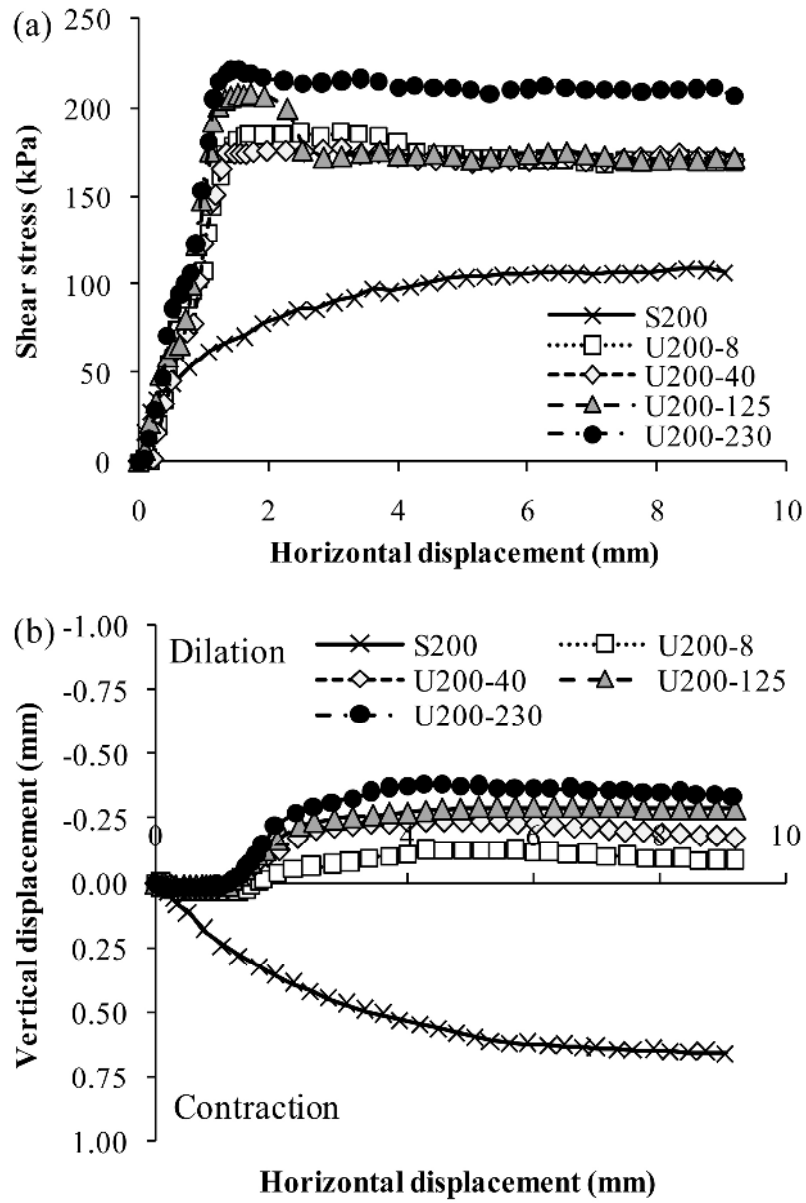 (a)
250
200
150
100
50
0
Shear stress (kPa)
S200
U200-8
U200-40
U200-125
U200-230
0 2 4 6 8 10
Horizontal displacement (mm)
(b)
-1.00
-0.75
-0.50
-0.25
0.00
0.25
0.50
0.75
1.00
Vertical displacement (mm)
Dilation
S200 U200-8
U200-40 U200-125
U200-230
0 10
Contraction
Horizontal displacement (mm)